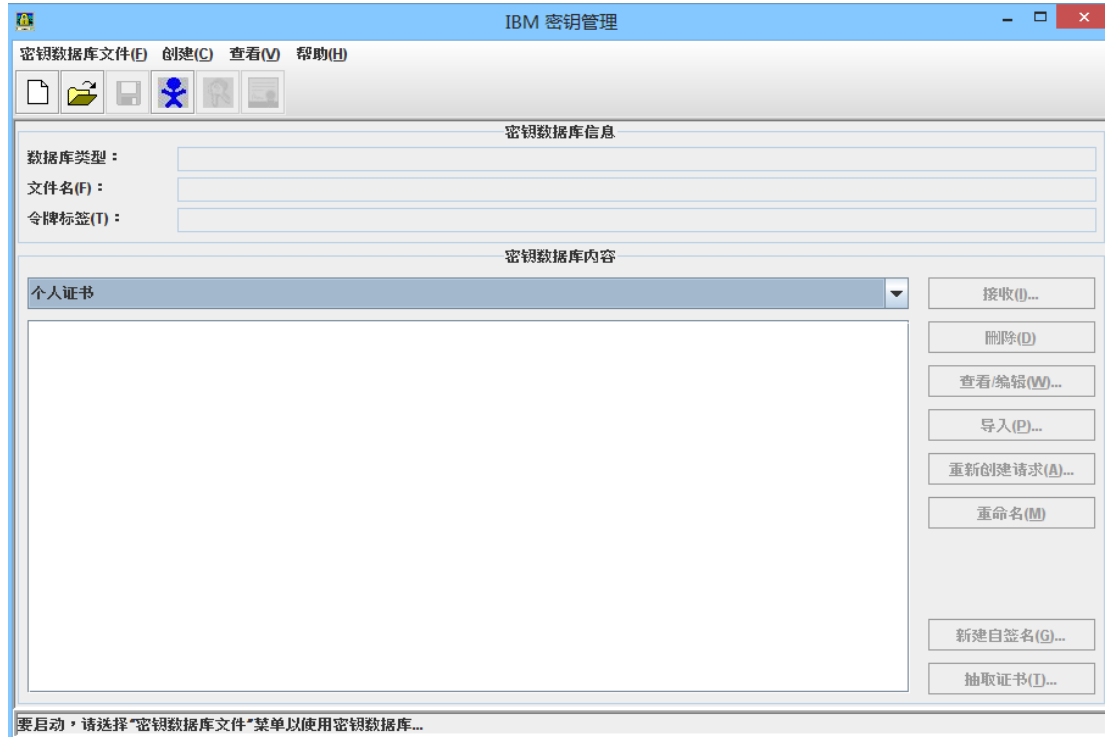 IBM 密钥管理
密钥数据库文件(F) 创建(C) 查看(V) 帮助(H)
密钥数据库信息
数据库类型：
文件名(F)：
令牌标签(T)：
密钥数据库内容
个人证书
接收(I)...
删除(D)
查看/编辑(W)...
导入(P)...
重新创建请求(A)...
重命名(M)
新建自签名(G)...
抽取证书(T)...
要启动，请选择“密钥数据库文件”菜单以使用密钥数据库...